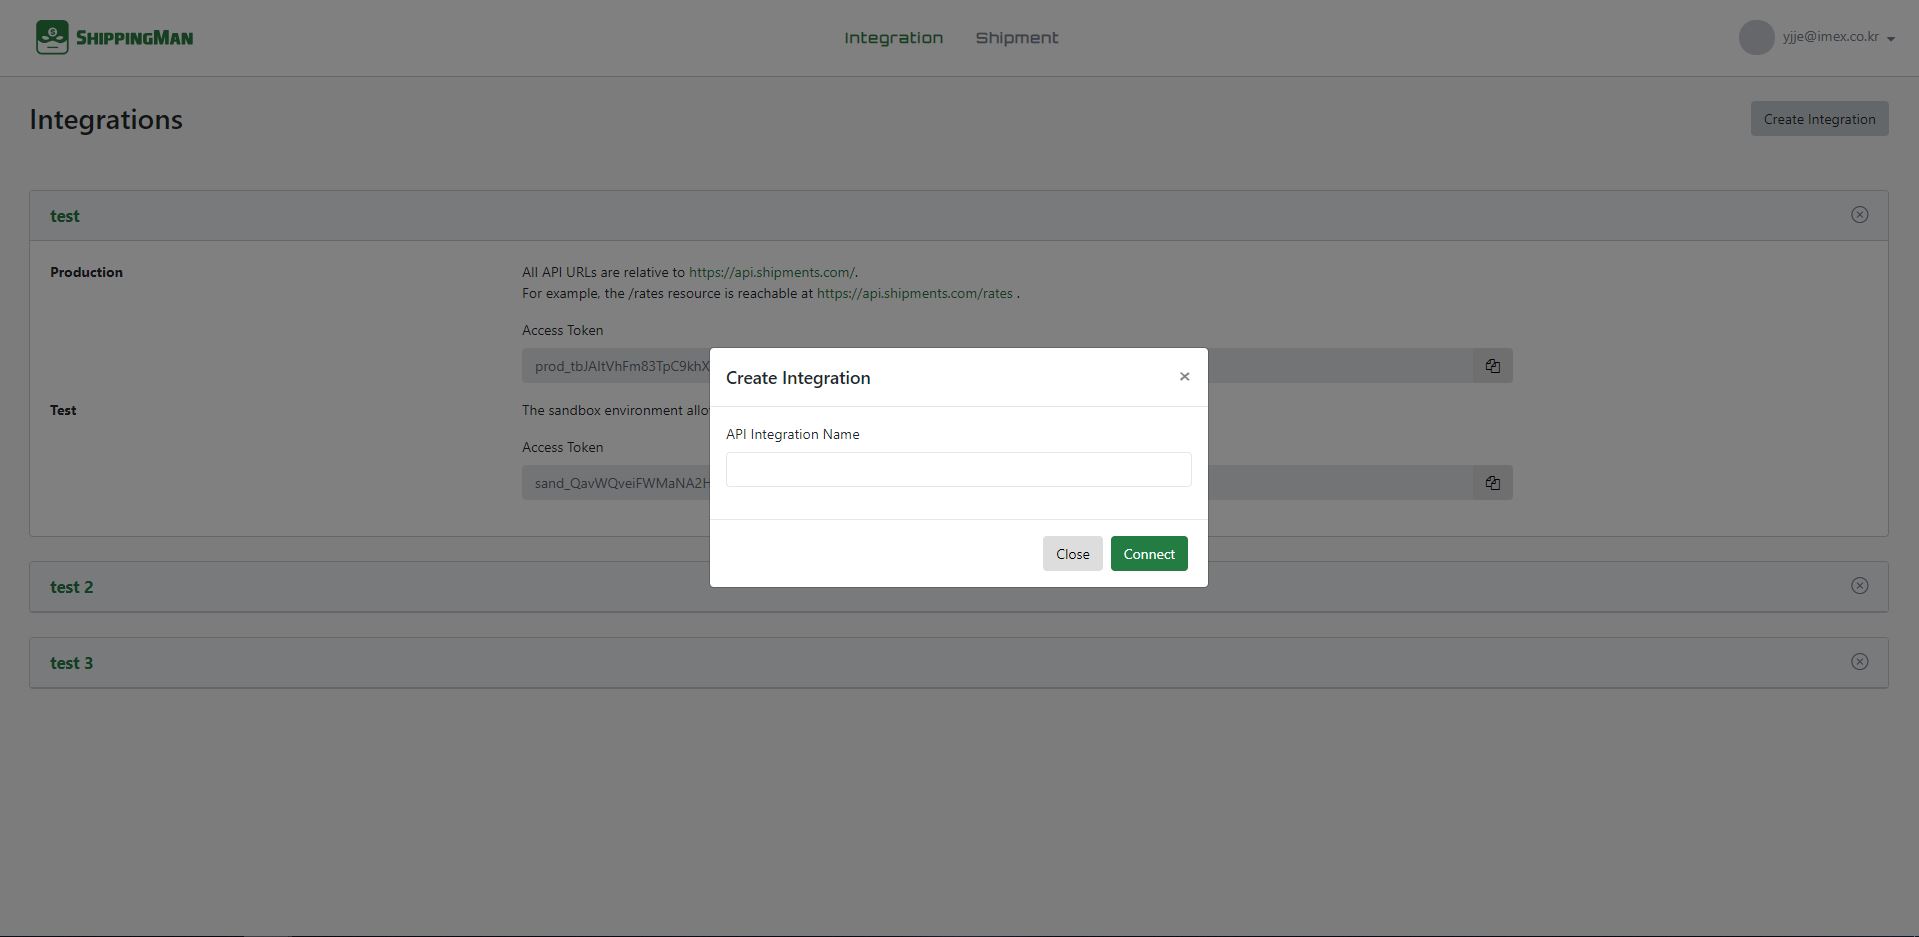 SHIPPINGMAN
Integration
Shipment
yjje@imex.co.kr
Integrations
Create Integration
test
Production
All API URLs are relative to https://api.shipments.com/.
For example, the /rates resource is reachable at https://api.shipments.com/rates .
Access Token
prod_tbJAItVhFm83TpC9khX
Test
The sandbox environment allo
Access Token
sand_QavWQveiFWMaNA2H
Create Integration
×
API Integration Name
Close
Connect
test 2
test 3